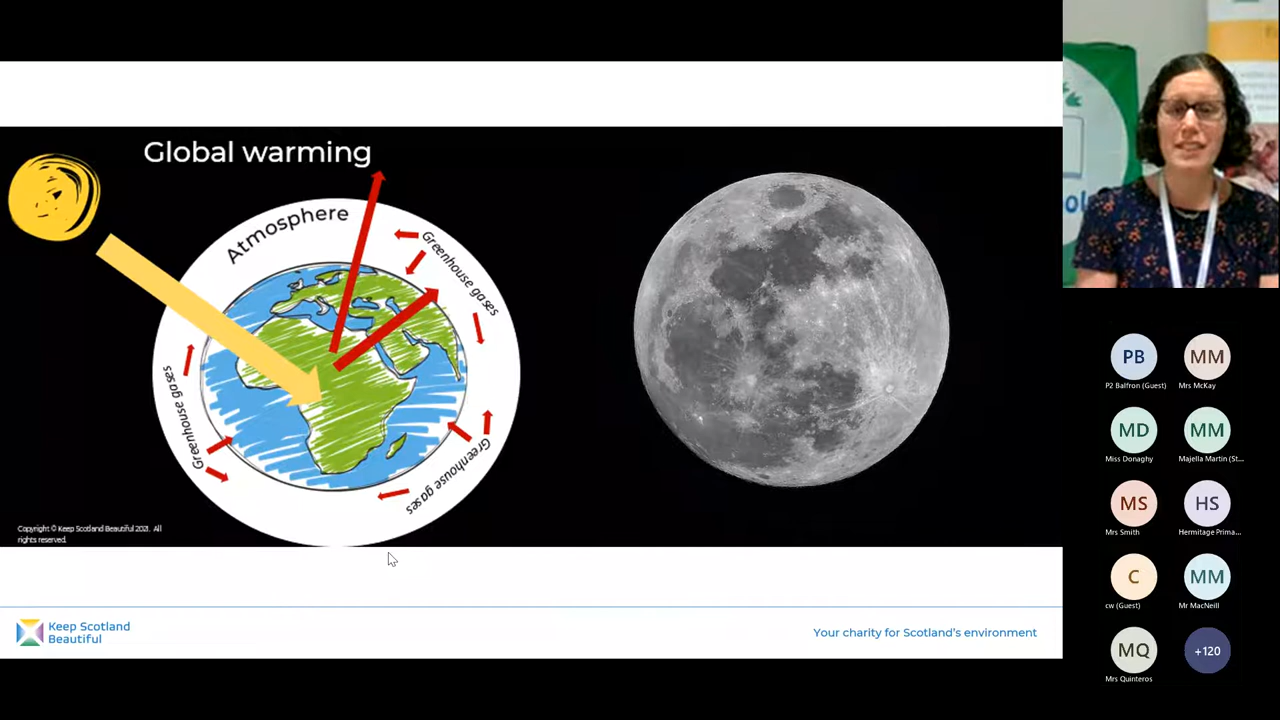 Global warming
Atmosphere
Greenhouse gases
Greenhouse gases
Greenhouse gases
Copyright © Keep Scotland Beautiful 2021. All
rights reserved.
Keep Scotland
Beautiful
Your charity for Scotland's environment
PB
MM
P2 Balfron (Guest)
Mrs McKay
MD
MM
Miss Donaghy
Majella Martin (St...
MS
HS
Mrs Smith
Hermitage Prima...
C
MM
cw (Guest)
Mr MacNeill
MQ
+120
Mrs Quinteros